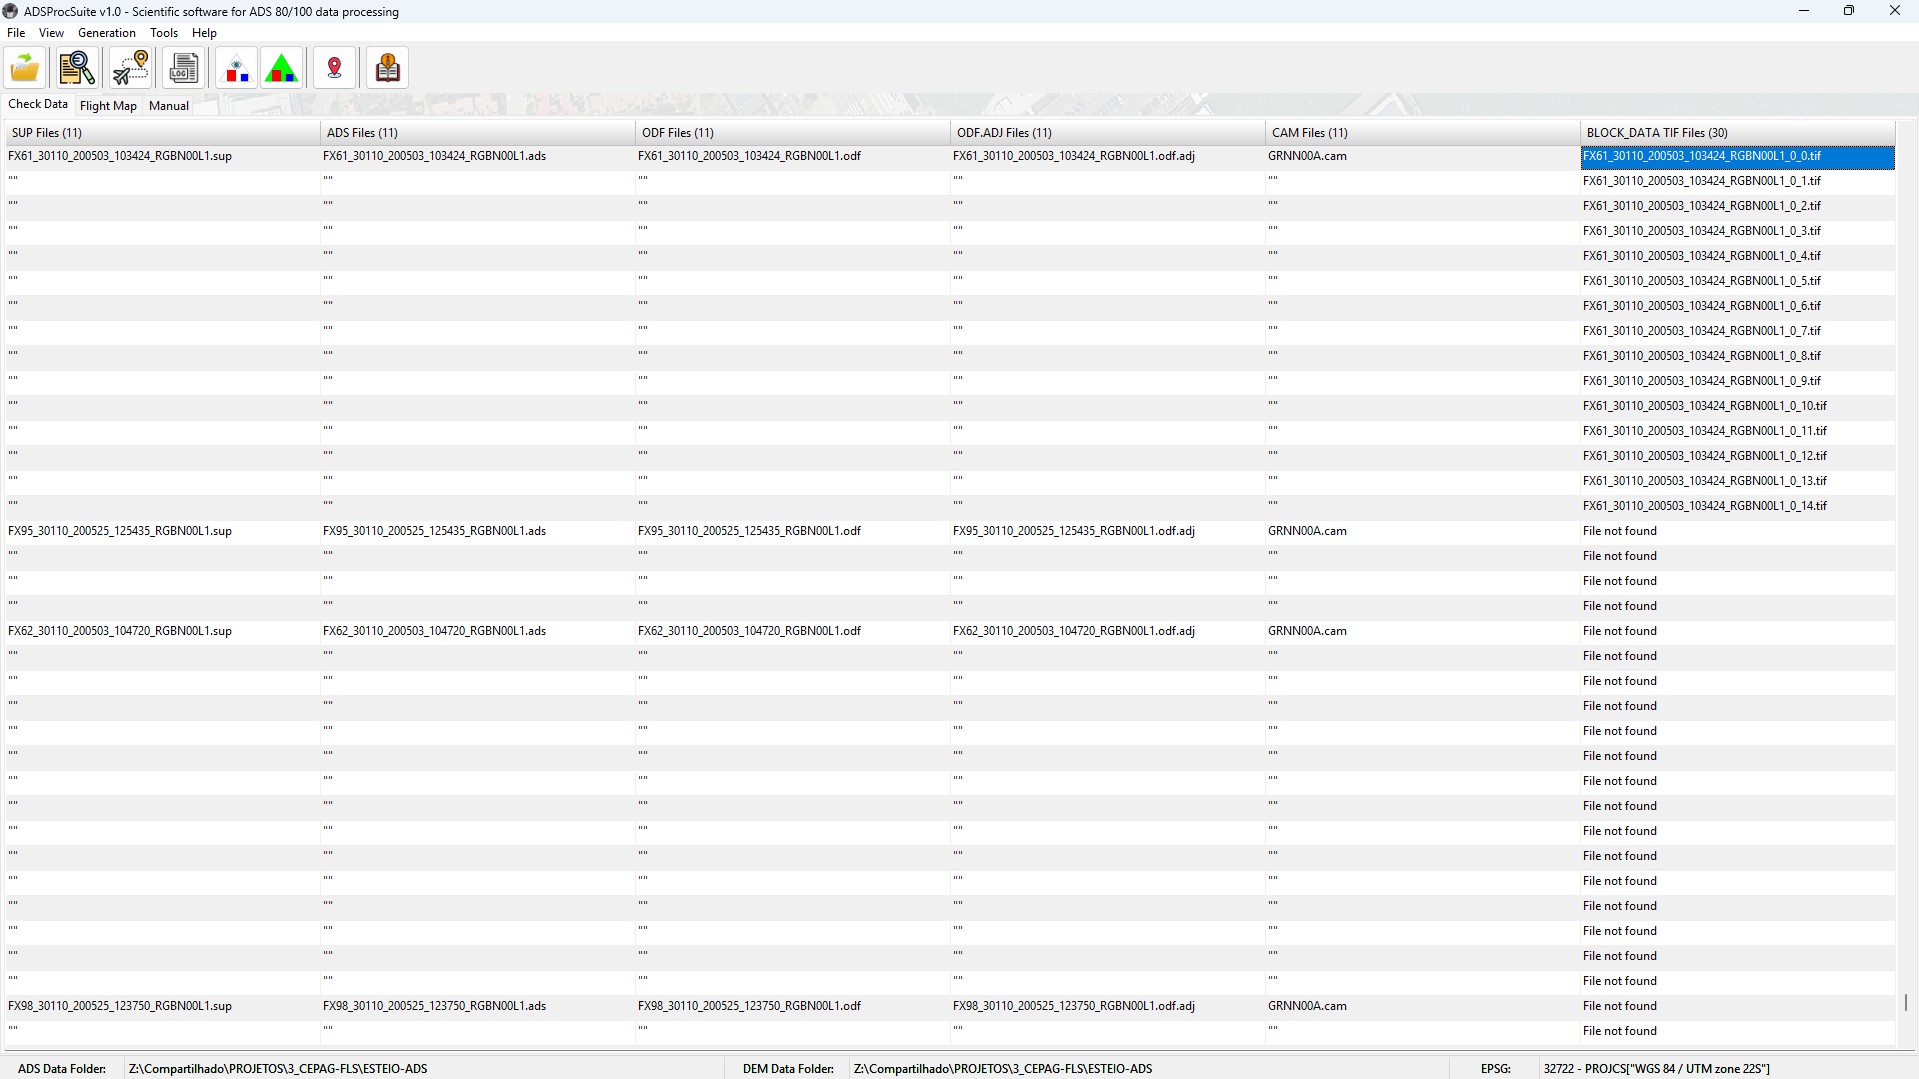 ADSProcSuite v1.0 - Scientific software for ADS 80/100 data processing
File View Generation Tools Help
LOG
Check Data Flight Map Manual
SUP Files (11) ADS Files (11) ODF Files (11) ODF.ADJ Files (11) CAM Files (11) BLOCK_DATA TIF Files (30)
FX61_30110_200503_103424_RGBN00L1.sup FX61_30110_200503_103424_RGBN00L1.ads FX61_30110_200503_103424_RGBN00L1.odf FX61_30110_200503_103424_RGBN00L1.odf.adj GRNN00A.cam FX61_30110_200503_103424_RGBN00L1_0_0.tif
"" "" "" "" "" FX61_30110_200503_103424_RGBN00L1_0_1.tif
"" "" "" "" "" FX61_30110_200503_103424_RGBN00L1_0_2.tif
"" "" "" "" "" FX61_30110_200503_103424_RGBN00L1_0_3.tif
"" "" "" "" "" FX61_30110_200503_103424_RGBN00L1_0_4.tif
"" "" "" "" "" FX61_30110_200503_103424_RGBN00L1_0_5.tif
"" "" "" "" "" FX61_30110_200503_103424_RGBN00L1_0_6.tif
"" "" "" "" "" FX61_30110_200503_103424_RGBN00L1_0_7.tif
"" "" "" "" "" FX61_30110_200503_103424_RGBN00L1_0_8.tif
"" "" "" "" "" FX61_30110_200503_103424_RGBN00L1_0_9.tif
"" "" "" "" "" FX61_30110_200503_103424_RGBN00L1_0_10.tif
"" "" "" "" "" FX61_30110_200503_103424_RGBN00L1_0_11.tif
"" "" "" "" "" FX61_30110_200503_103424_RGBN00L1_0_12.tif
"" "" "" "" "" FX61_30110_200503_103424_RGBN00L1_0_13.tif
"" "" "" "" "" FX61_30110_200503_103424_RGBN00L1_0_14.tif
FX95_30110_200525_125435_RGBN00L1.sup FX95_30110_200525_125435_RGBN00L1.ads FX95_30110_200525_125435_RGBN00L1.odf FX95_30110_200525_125435_RGBN00L1.odf.adj GRNN00A.cam File not found
"" "" "" "" "" File not found
"" "" "" "" "" File not found
"" "" "" "" "" File not found
FX62_30110_200503_104720_RGBN00L1.sup FX62_30110_200503_104720_RGBN00L1.ads FX62_30110_200503_104720_RGBN00L1.odf FX62_30110_200503_104720_RGBN00L1.odf.adj GRNN00A.cam File not found
"" "" "" "" "" File not found
"" "" "" "" "" File not found
"" "" "" "" "" File not found
"" "" "" "" "" File not found
"" "" "" "" "" File not found
"" "" "" "" "" File not found
"" "" "" "" "" File not found
"" "" "" "" "" File not found
"" "" "" "" "" File not found
"" "" "" "" "" File not found
"" "" "" "" "" File not found
"" "" "" "" "" File not found
"" "" "" "" "" File not found
"" "" "" "" "" File not found
FX98_30110_200525_123750_RGBN00L1.sup FX98_30110_200525_123750_RGBN00L1.ads FX98_30110_200525_123750_RGBN00L1.odf FX98_30110_200525_123750_RGBN00L1.odf.adj GRNN00A.cam File not found
"" "" "" "" "" File not found
ADS Data Folder: Z:\Compartilhado\PROJETOS\3_CEPAG-FLS\ESTEIO-ADS DEM Data Folder: Z:\Compartilhado\PROJETOS\3_CEPAG-FLS\ESTEIO-ADS EPSG: 32722 - PROJCS["WGS 84 / UTM zone 22S"]